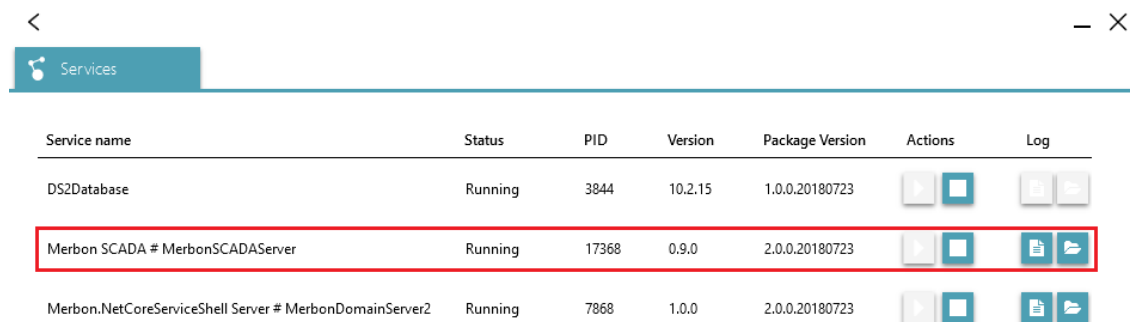 Services
Service name Status PID Version Package Version Actions Log
DS2Database Running 3844 10.2.15 1.0.0.20180723
Merbon SCADA # MerbonSCADAServer Running 17368 0.9.0 2.0.0.20180723
Merbon.NetCoreServiceShell Server # MerbonDomainServer2 Running 7868 1.0.0 2.0.0.20180723